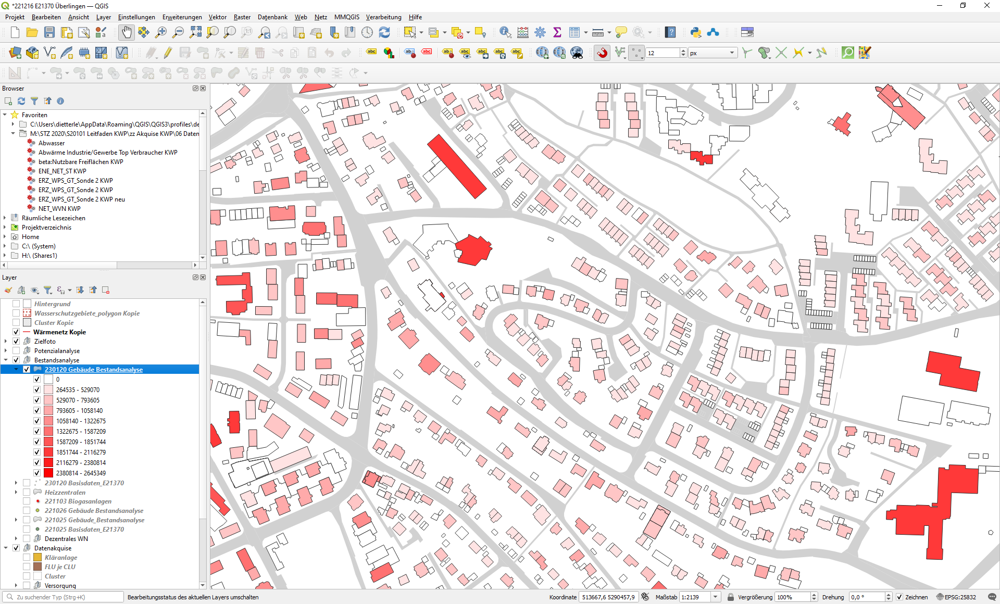 *221216 E21370 Überlingen — QGIS
Projekt Bearbeiten Ansicht Layer Einstellungen Erweiterungen Vektor Raster Datenbank Web Netz MMQGIS Verarbeitung Hilfe
12 px
Browser
Favoriten
C:\Users\dietterle\AppData\Roaming\QGIS\QGIS3\profiles\de
M:\STZ 2020\S20101 Leitfaden KWP\zz Akquise KWP\06 Daten
Abwasser
Abwärme Industrie/Gewerbe Top Verbraucher KWP
beta:Nutzbare Freiflächen KWP
ENE_NET_ST KWP
ERZ_WPS_GT_Sonde 2 KWP
ERZ_WPS_GT_Sonde 2 KWP
ERZ_WPS_GT_Sonde 2 KWP neu
NET_WVN KWP
Räumliche Lesezeichen
Projektverzeichnis
Home
C:\ (System)
H:\ (Shares1)
Layer
Hintergrund
Wasserschutzgebiete_polygon Kopie
Cluster Kopie
Wärmenetz Kopie
Zielfoto
Potenzialanalyse
Bestandsanalyse
230120 Gebäude Bestandsanalyse
0
264535 - 529070
529070 - 793605
793605 - 1058140
1058140 - 1322675
1322675 - 1587209
1587209 - 1851744
1851744 - 2116279
2116279 - 2380814
2380814 - 2645349
230120 Basisdaten_E21370
Heizzentralen
221103 Biogasanlagen
221026 Gebäude Bestandsanalyse
221025 Gebäude_Bestandsanalyse
221025 Basisdaten_E21370
Dezentrales WN
Datenakquise
Kläranlage
FLU je CLU
Cluster
Versorgung
Zu suchender Typ (Strg+K) Bearbeitungsstatus des aktuellen Layers umschalten Koordinate 513667,6 5290457,9 Maßstab 1:2139 Vergrößerung 100% Drehung 0,0 ° Zeichnen EPSG:25832